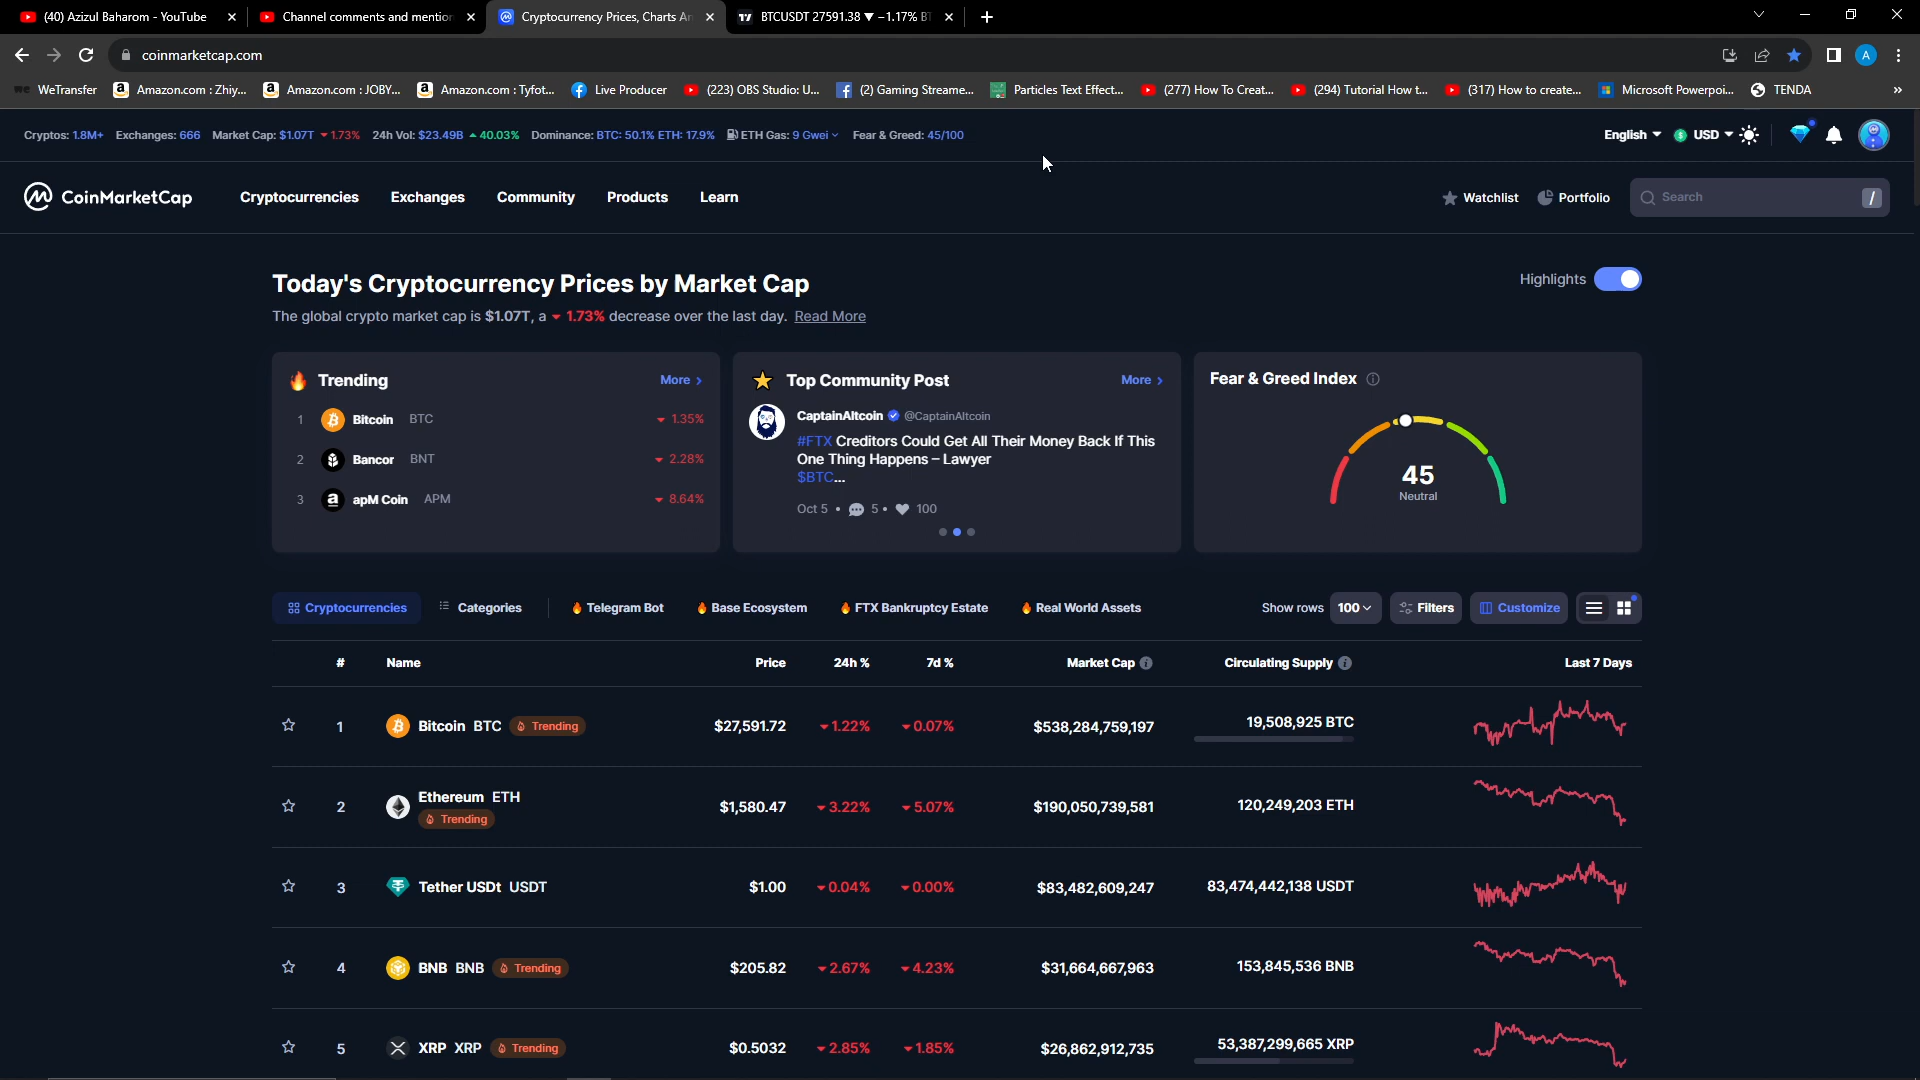 (40) Azizul Baharom - YouTube
Channel comments and mention
Cryptocurrency Prices, Charts An
BTCUSDT 27591.38 ▼ −1.17% B
coinmarketcap.com
A
WeTransfer
Amazon.com : Zhiy...
Amazon.com : JOBY...
Amazon.com : Tyfot...
Live Producer
(223) OBS Studio: U...
(2) Gaming Streame...
Particles Text Effect...
(277) How To Creat...
(294) Tutorial How t...
(317) How to create...
Microsoft Powerpoi...
TENDA
»
Cryptos: 1.8M+ Exchanges: 666 Market Cap: $1.07T 1.73% 24h Vol: $23.49B 40.03% Dominance: BTC: 50.1% ETH: 17.9% ETH Gas: 9 Gwei Fear & Greed: 45/100
English
USD
CoinMarketCap
Cryptocurrencies Exchanges Community Products Learn
Watchlist
Portfolio
Search /
Today's Cryptocurrency Prices by Market Cap
Highlights
The global crypto market cap is $1.07T, a 1.73% decrease over the last day. Read More
Trending
More
1 Bitcoin BTC 1.35%
2 Bancor BNT 2.28%
3 apM Coin APM 8.64%
Top Community Post
More
CaptainAltcoin @CaptainAltcoin
#FTX Creditors Could Get All Their Money Back If This
One Thing Happens – Lawyer
$BTC...
Oct 5 • 5 • 100
Fear & Greed Index
45
Neutral
Cryptocurrencies
Categories
Telegram Bot
Base Ecosystem
FTX Bankruptcy Estate
Real World Assets
Show rows 100
Filters
Customize
# Name Price 24h % 7d % Market Cap Circulating Supply Last 7 Days
1 Bitcoin BTC Trending $27,591.72 1.22% 0.07% $538,284,759,197 19,508,925 BTC
2 Ethereum ETH Trending $1,580.47 3.22% 5.07% $190,050,739,581 120,249,203 ETH
3 Tether USDt USDT $1.00 0.04% 0.00% $83,482,609,247 83,474,442,138 USDT
4 BNB BNB Trending $205.82 2.67% 4.23% $31,664,667,963 153,845,536 BNB
5 XRP XRP Trending $0.5032 2.85% 1.85% $26,862,912,735 53,387,299,665 XRP